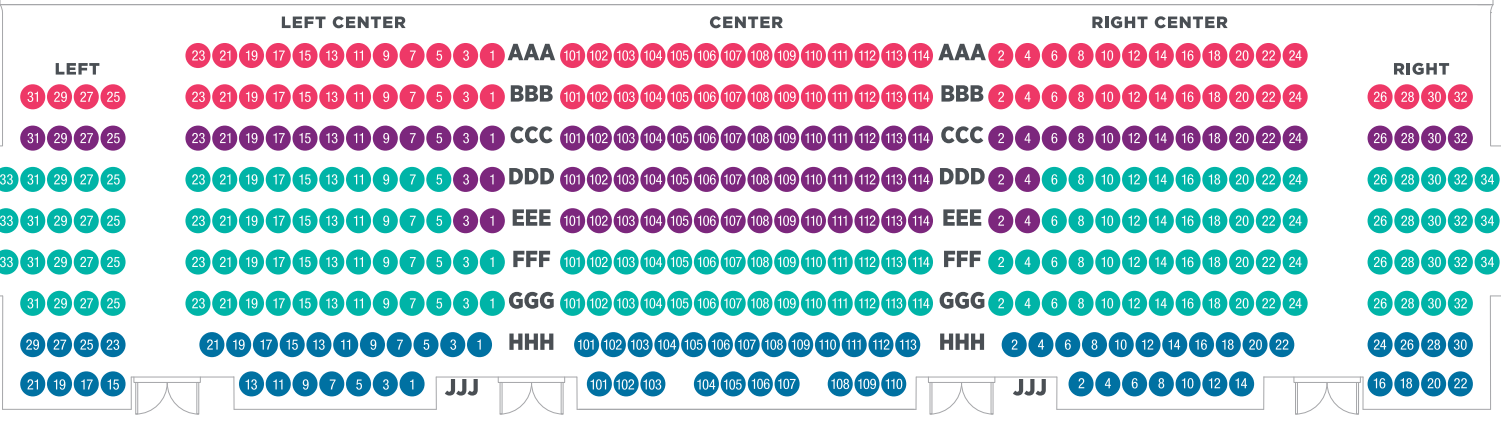 LEFT CENTER CENTER RIGHT CENTER
23 21 19 17 15 13 11 9 7 5 3 1 AAA 101 102 103 104 105 106 107 108 109 110 111 112 113 114 AAA 2 4 6 8 10 12 14 16 18 20 22 24
LEFT RIGHT
31 29 27 25 23 21 19 17 15 13 11 9 7 5 3 1 BBB 101 102 103 104 105 106 107 108 109 110 111 112 113 114 BBB 2 4 6 8 10 12 14 16 18 20 22 24 26 28 30 32
31 29 27 25 23 21 19 17 15 13 11 9 7 5 3 1 CCC 101 102 103 104 105 106 107 108 109 110 111 112 113 114 CCC 2 4 6 8 10 12 14 16 18 20 22 24 26 28 30 32
33 31 29 27 25 23 21 19 17 15 13 11 9 7 5 3 1 DDD 101 102 103 104 105 106 107 108 109 110 111 112 113 114 DDD 2 4 6 8 10 12 14 16 18 20 22 24 26 28 30 32 34
33 31 29 27 25 23 21 19 17 15 13 11 9 7 5 3 1 EEE 101 102 103 104 105 106 107 108 109 110 111 112 113 114 EEE 2 4 6 8 10 12 14 16 18 20 22 24 26 28 30 32 34
33 31 29 27 25 23 21 19 17 15 13 11 9 7 5 3 1 FFF 101 102 103 104 105 106 107 108 109 110 111 112 113 114 FFF 2 4 6 8 10 12 14 16 18 20 22 24 26 28 30 32 34
31 29 27 25 23 21 19 17 15 13 11 9 7 5 3 1 GGG 101 102 103 104 105 106 107 108 109 110 111 112 113 114 GGG 2 4 6 8 10 12 14 16 18 20 22 24 26 28 30 32
29 27 25 23 21 19 17 15 13 11 9 7 5 3 1 HHH 101 102 103 104 105 106 107 108 109 110 111 112 113 HHH 2 4 6 8 10 12 14 16 18 20 22 24 26 28 30
21 19 17 15 13 11 9 7 5 3 1 JJJ 101 102 103 104 105 106 107 108 109 110 JJJ 2 4 6 8 10 12 14 16 18 20 22